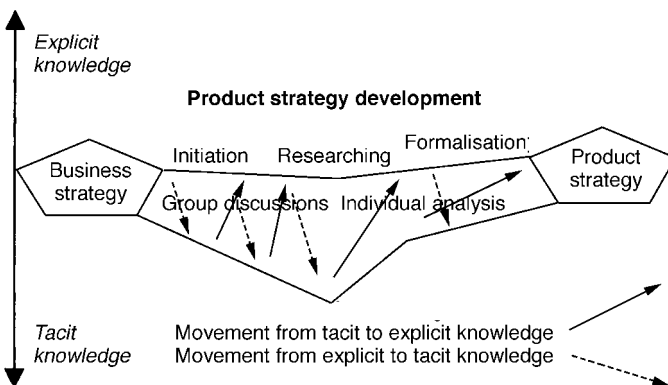 Explicit
knowledge
Product strategy development
Initiation
Researching
Formalisation
Business
strategy
Product
strategy
Group discussions
Individual analysis
Tacit
knowledge
Movement from tacit to explicit knowledge
Movement from explicit to tacit knowledge